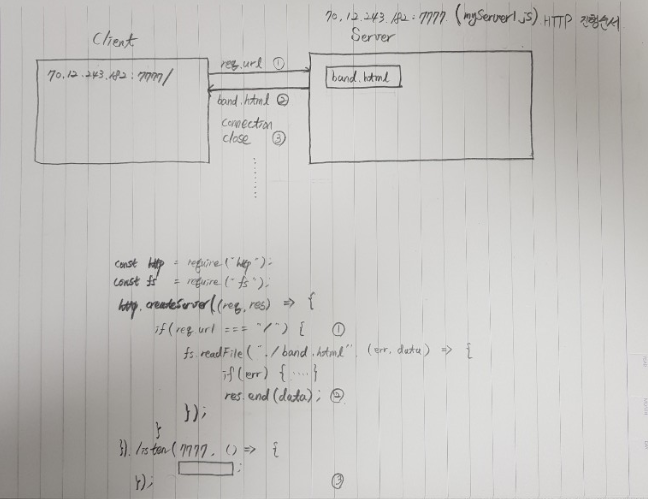 70.12.243.182:7777 (myServer1.js) HTTP 진행순서
Client
Server
70.12.243.182:7777/
req.url ①
band.html
band.html ②
connection
close ③
const http = require("http");
const fs = require("fs");
http.createServer((req, res) => {
if(req.url === "/") { ①
fs.readFile("./band.html", (err, data) => {
if(err) { ····}
res.end(data); ②
});
}
}).listen(7777, () => {
;
}); ③